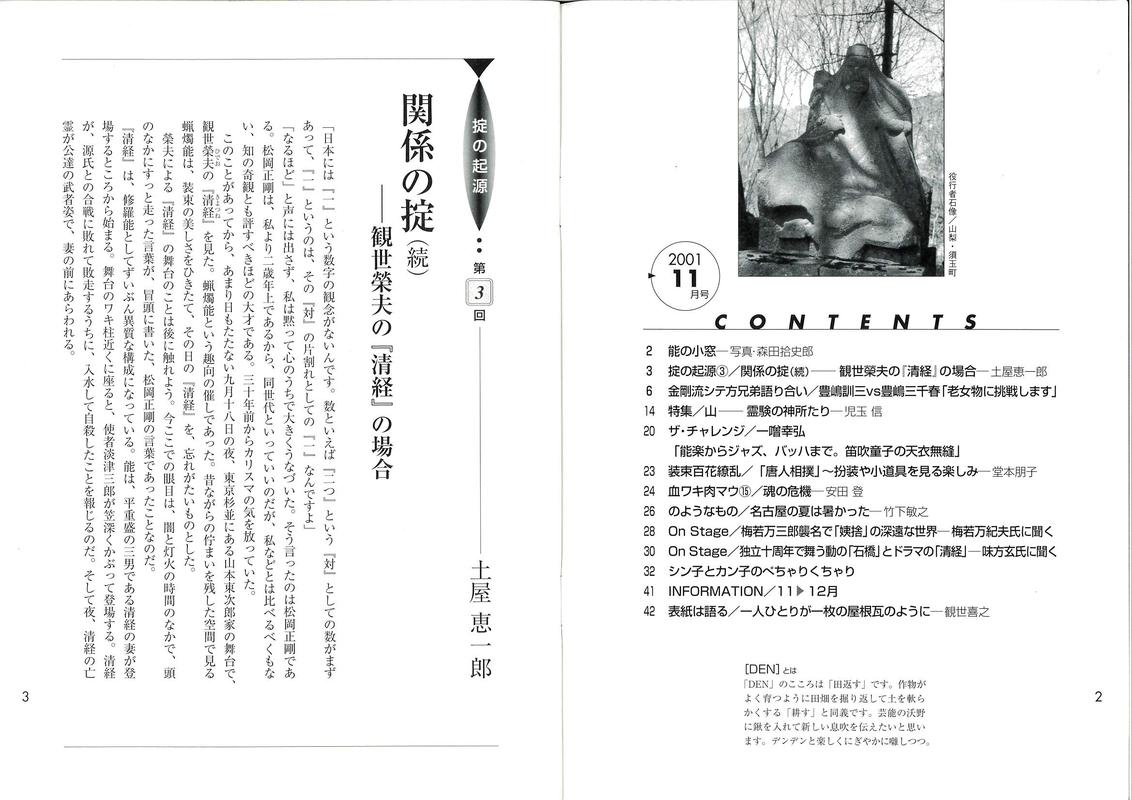 役行者石像／山梨・須玉町
2001
11
月号
CONTENTS
2 能の小窓─写真・森田拾史郎
3 掟の起源③／関係の掟(続)── 観世榮夫の『清経』の場合─土屋恵一郎
6 金剛流シテ方兄弟語り合い／豊嶋訓三vs豊嶋三千春「老女物に挑戦します」
14 特集／山── 霊験の神所たり─児玉 信
20 ザ・チャレンジ／一噌幸弘
「能楽からジャズ、バッハまで。笛吹童子の天衣無縫」
23 装束百花繚乱／「唐人相撲」～扮装や小道具を見る楽しみ─堂本朋子
24 血ワキ肉マウ⑮／魂の危機─安田 登
26 のようなもの／名古屋の夏は暑かった─竹下敏之
28 On Stage／梅若万三郎襲名で「姨捨」の深遠な世界─梅若万紀夫氏に聞く
30 On Stage／独立十周年で舞う動の「石橋」とドラマの「清経」─味方玄氏に聞く
32 シン子とカン子のぺちゃりくちゃり
41 INFORMATION／11▶12月
42 表紙は語る／一人ひとりが一枚の屋根瓦のように─観世喜之
［DEN］とは
「DEN」のこころは「田返す」です。作物が
よく育つように田畑を掘り返して土を軟ら
かくする「耕す」と同義です。芸能の沃野
に鍬を入れて新しい息吹を伝えたいと思い
ます。デンデンと楽しくにぎやかに囃しつつ。
2
掟の起源
第3回
土屋恵一郎
関係の掟(続)
──観世榮夫の『清経』の場合
「日本には『一』という数字の観念がないんです。数といえば『二つ』という『対』としての数がまず
あって、『一』というのは、その『対』の片割れとしての『一』なんですよ」
「なるほど」と声には出さず、私は黙って心のうちで大きくうなづいた。そう言ったのは松岡正剛であ
る。松岡正剛は、私より二歳年上であるから、同世代といっていいのだが、私などとは比べるべくもな
い、知の奇観とも評すべきほどの大才である。三十年前からカリスマの気を放っていた。
このことがあってから、あまり日もたたない九月十八日の夜、東京杉並にある山本東次郎家の舞台で、
観世榮夫(ひでお)の『清経(きよつね)』を見た。蝋燭能という趣向の催しであった。昔ながらの佇まいを残した空間で見る
蝋燭能は、装束の美しさをひきたて、その日の『清経』を、忘れがたいものとした。
榮夫による『清経』の舞台のことは後に触れよう。今ここでの眼目は、闇と灯火の時間のなかで、頭
のなかにすっと走った言葉が、冒頭に書いた、松岡正剛の言葉であったことなのだ。
『清経』は、修羅能としてずいぶん異質な構成になっている。能は、平重盛の三男である清経の妻が登
場するところから始まる。舞台のワキ柱近くに座ると、使者淡津三郎が笠深くかぶって登場する。清経
が、源氏との合戦に敗れて敗走するうちに、入水して自殺したことを報じるのだ。そして夜、清経の亡
霊が公達の武者姿で、妻の前にあらわれる。
3